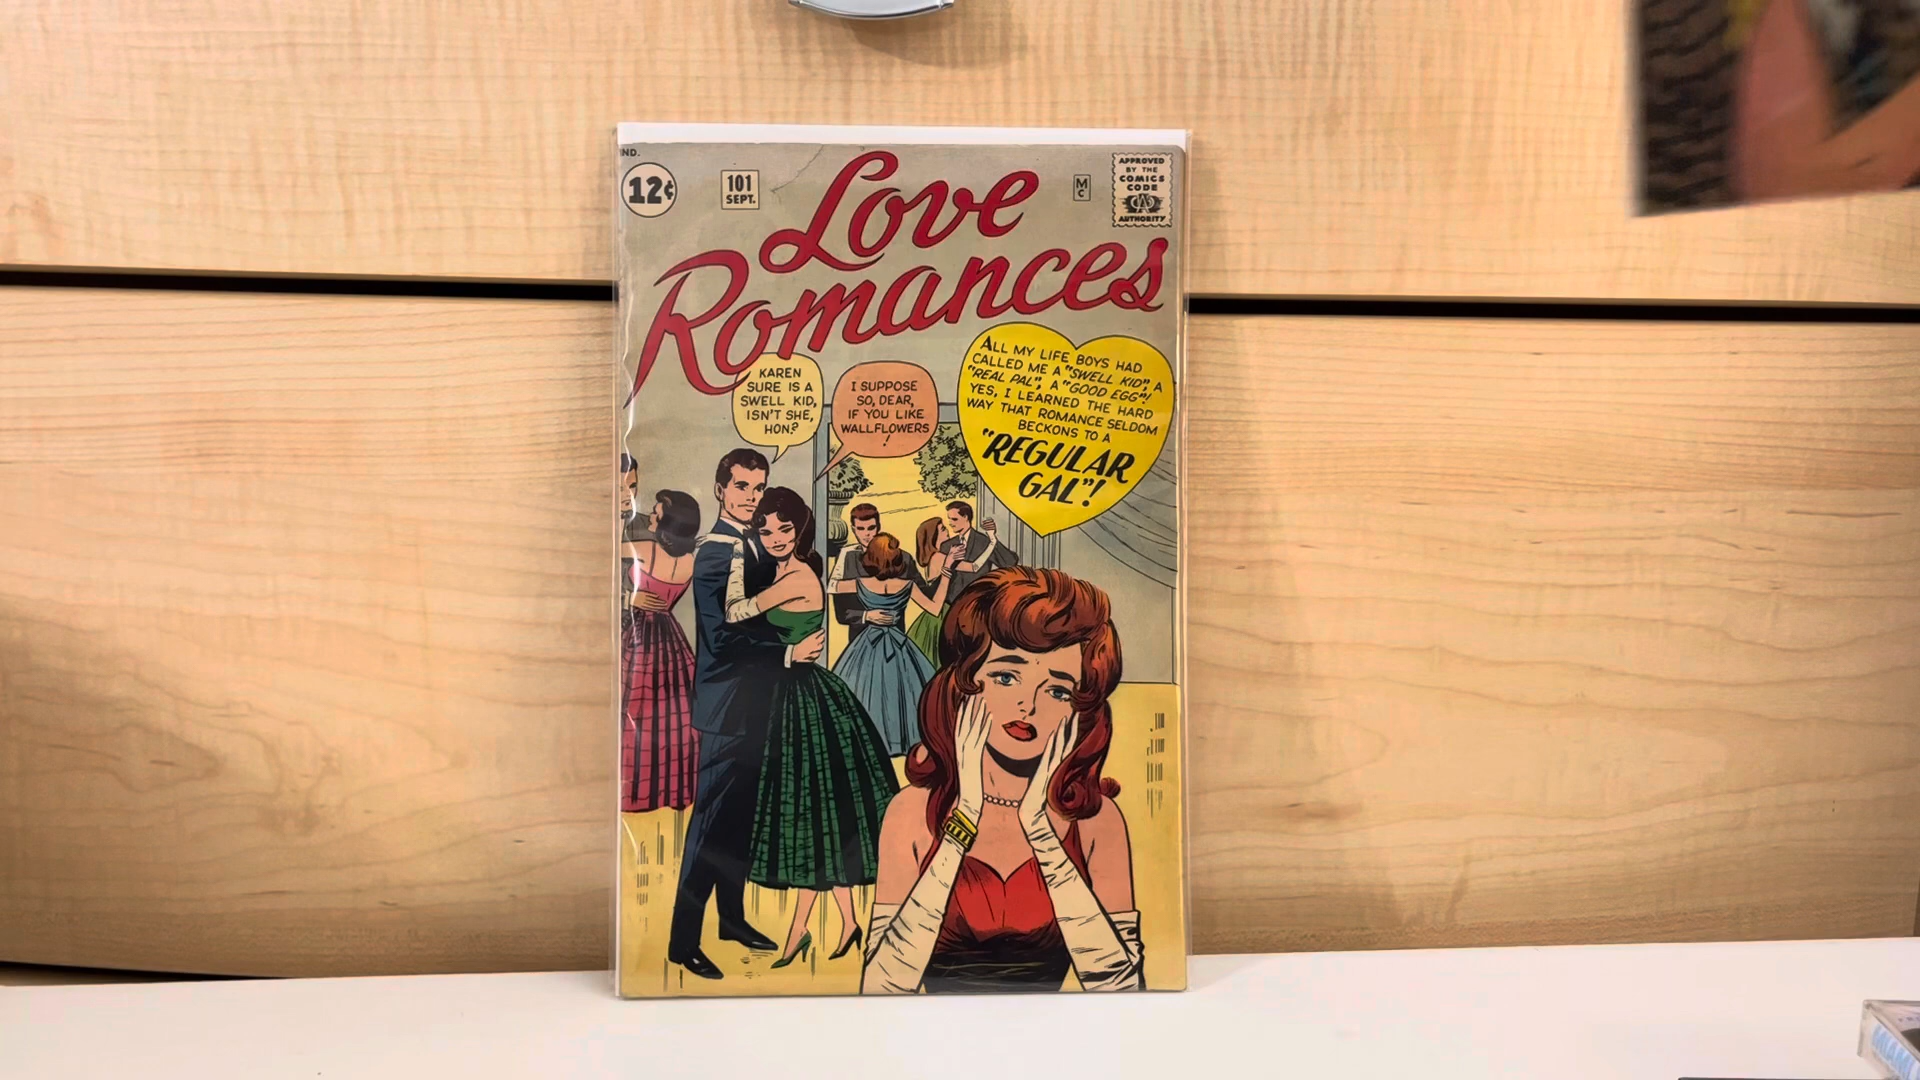 IND.
12¢
101
SEPT.
M
C
APPROVED
BY THE
COMICS
CODE
CA
AUTHORITY
Love
Romances
KAREN
SURE IS A
SWELL KID,
ISN'T SHE,
HON?
I SUPPOSE
SO, DEAR,
IF YOU LIKE
WALLFLOWERS
!
ALL MY LIFE BOYS HAD
CALLED ME A "SWELL KID", A
"REAL PAL", A "GOOD EGG"!
YES, I LEARNED THE HARD
WAY THAT ROMANCE SELDOM
BECKONS TO A
"REGULAR
GAL"!